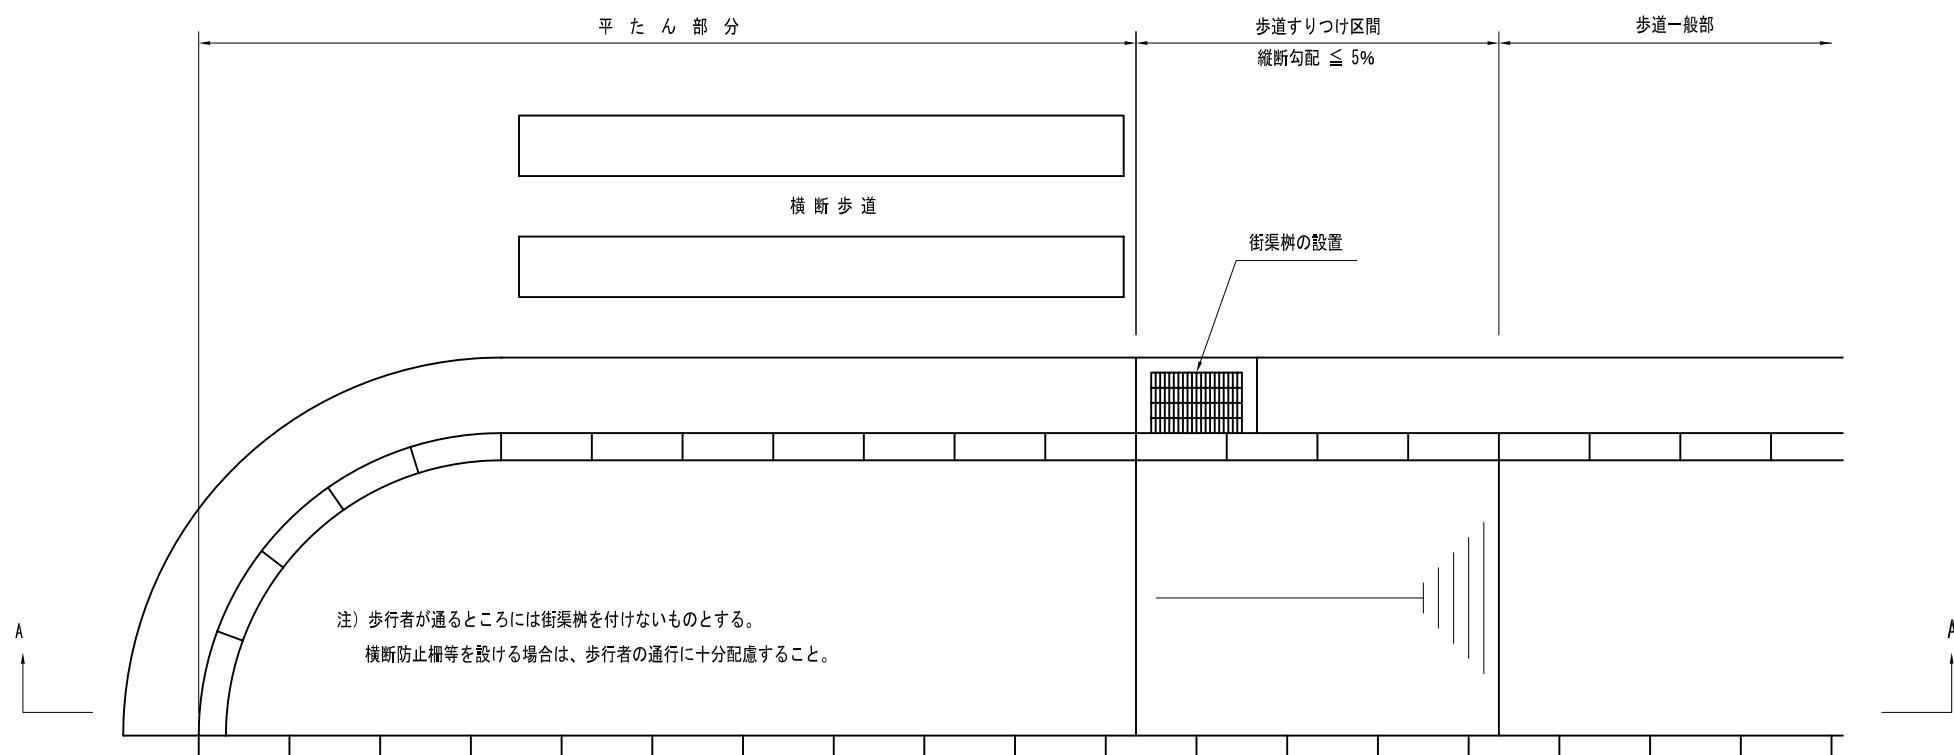 平たん部分
歩道すりつけ区間
縦断勾配 ≦ 5%
歩道一般部
横断歩道
街渠桝の設置
注）歩行者が通るところには街渠桝を付けないものとする。
横断防止柵等を設ける場合は、歩行者の通行に十分配慮すること。
A
A